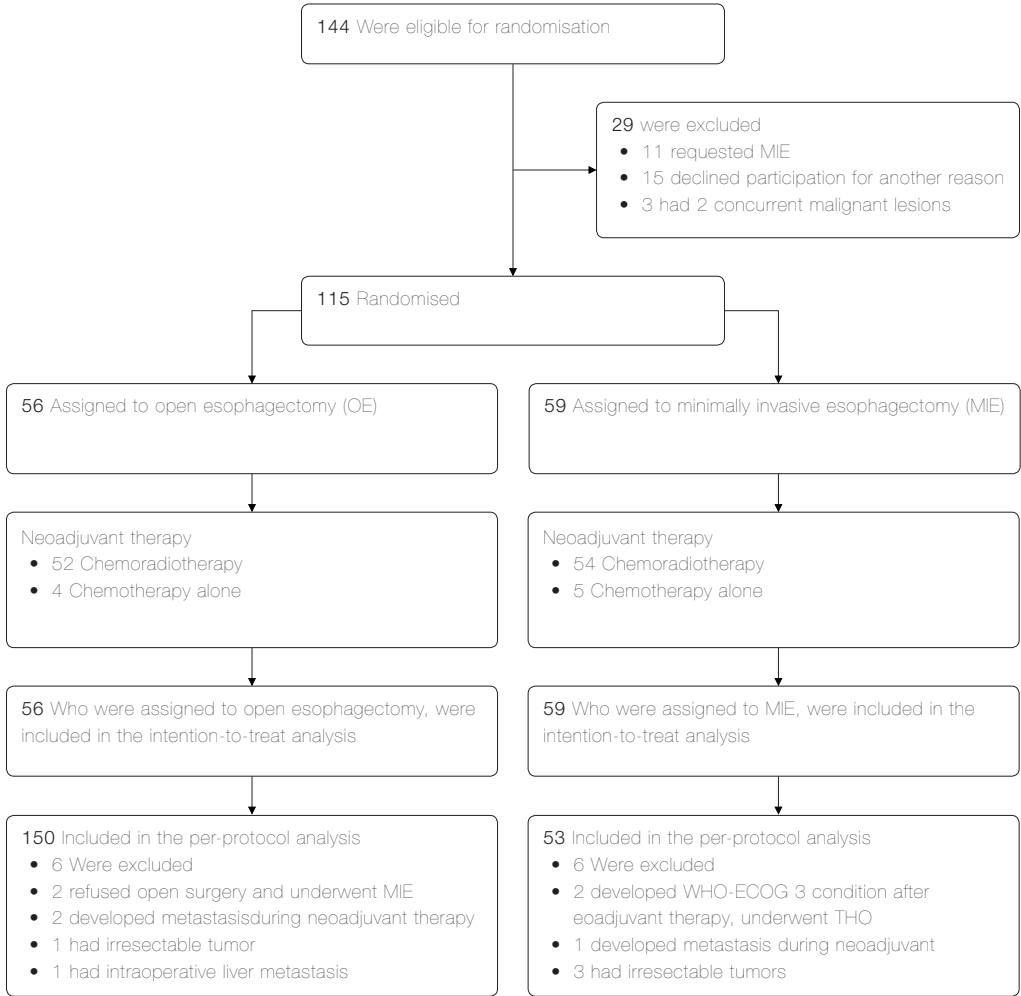 144 Were eligible for randomisation
29 were excluded
• 11 requested MIE
• 15 declined participation for another reason
• 3 had 2 concurrent malignant lesions
115 Randomised
56 Assigned to open esophagectomy (OE)
59 Assigned to minimally invasive esophagectomy (MIE)
Neoadjuvant therapy
• 52 Chemoradiotherapy
• 4 Chemotherapy alone
Neoadjuvant therapy
• 54 Chemoradiotherapy
• 5 Chemotherapy alone
56 Who were assigned to open esophagectomy, were
included in the intention-to-treat analysis
59 Who were assigned to MIE, were included in the
intention-to-treat analysis
150 Included in the per-protocol analysis
• 6 Were excluded
• 2 refused open surgery and underwent MIE
• 2 developed metastasisduring neoadjuvant therapy
• 1 had irresectable tumor
• 1 had intraoperative liver metastasis
53 Included in the per-protocol analysis
• 6 Were excluded
• 2 developed WHO-ECOG 3 condition after
eoadjuvant therapy, underwent THO
• 1 developed metastasis during neoadjuvant
• 3 had irresectable tumors